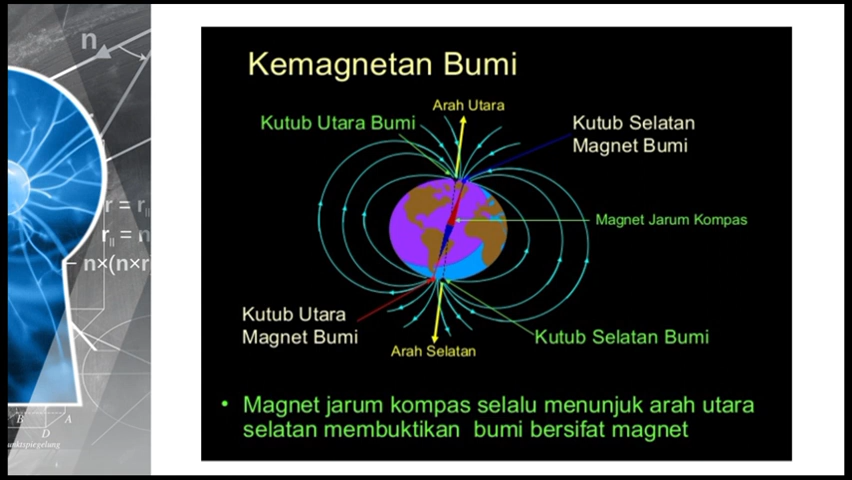 n
r = r||
r|| = n
n×(n×r
B
A
D
unktspiegelung
Kemagnetan Bumi
Arah Utara
Kutub Utara Bumi
Kutub Selatan
Magnet Bumi
Magnet Jarum Kompas
Kutub Utara
Magnet Bumi
Kutub Selatan Bumi
Arah Selatan
• Magnet jarum kompas selalu menunjuk arah utara
selatan membuktikan bumi bersifat magnet